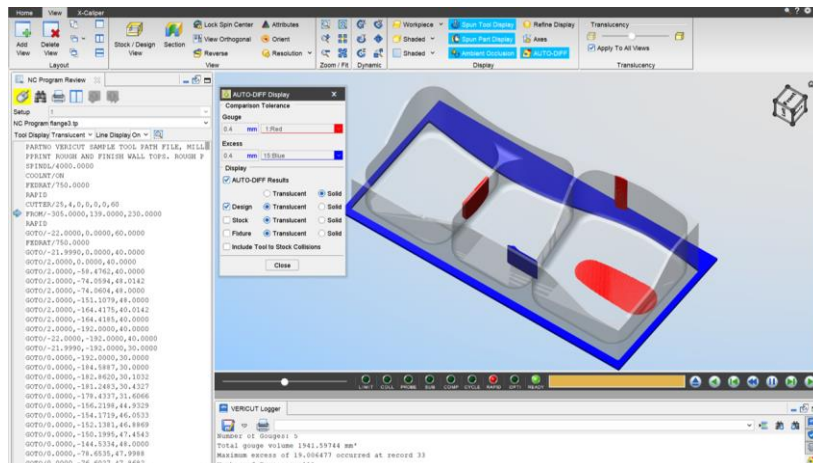 Home View X-Caliper
Add View
Delete View
Layout
Stock / Design View
Section
Lock Spin Center
View Orthogonal
Reverse
Attributes
Orient
Resolution
View
Zoom / Fit
Dynamic
Workpiece
Shaded
Shaded
Spun Tool Display
Spun Part Display
Ambient Occlusion
Refine Display
Axes
AUTO-DIFF
Display
Translucency
Apply To All Views
Translucency
NC Program Review
Setup 1
NC Program flange3.tp
Tool Display Translucent Line Display On
PARTNO VERICUT SAMPLE TOOL PATH FILE, MILL
PPRINT ROUGH AND FINISH WALL TOPS. ROUGH P
SPINDL/4000.0000
COOLNT/ON
FEDRAT/750.0000
RAPID
CUTTER/25,4,0,0,0,0,60
FROM/-305.0000,139.0000,230.0000
RAPID
GOTO/-22.0000,0.0000,60.0000
FEDRAT/750.0000
GOTO/-21.9990,0.0000,40.0000
GOTO/2.0000,0.0000,40.0000
GOTO/2.0000,-59.4762,40.0000
GOTO/2.0000,-74.0594,48.0142
GOTO/2.0000,-74.0604,48.0000
GOTO/2.0000,-151.1079,48.0000
GOTO/2.0000,-164.4175,40.0142
GOTO/2.0000,-164.4185,40.0000
GOTO/2.0000,-192.0000,40.0000
GOTO/-22.0000,-192.0000,40.0000
GOTO/-21.9990,-192.0000,30.0000
GOTO/0.0000,-192.0000,30.0000
GOTO/0.0000,-184.5887,30.0000
GOTO/0.0000,-182.8620,30.1032
GOTO/0.0000,-181.2483,30.4327
GOTO/0.0000,-178.4337,31.6066
GOTO/0.0000,-156.2198,44.9329
GOTO/0.0000,-154.1719,46.0533
GOTO/0.0000,-152.1381,46.8869
GOTO/0.0000,-150.1995,47.4543
GOTO/0.0000,-144.5334,48.0000
GOTO/0.0000,-78.6535,47.9988
AUTO-DIFF Display X
Comparison Tolerance
Gouge
0.4 mm 1:Red
Excess
0.4 mm 15:Blue
Display
AUTO-DIFF Results
Translucent Solid
Design Translucent Solid
Stock Translucent Solid
Fixture Translucent Solid
Include Tool to Stock Collisions
Close
LIMIT COLL PROBE SUB COMP CYCLE RAPID OPTI READY
VERICUT Logger
Number of Gouges: 5
Total gouge volume 1941.59744 mm³
Maximum excess of 19.006477 occurred at record 33